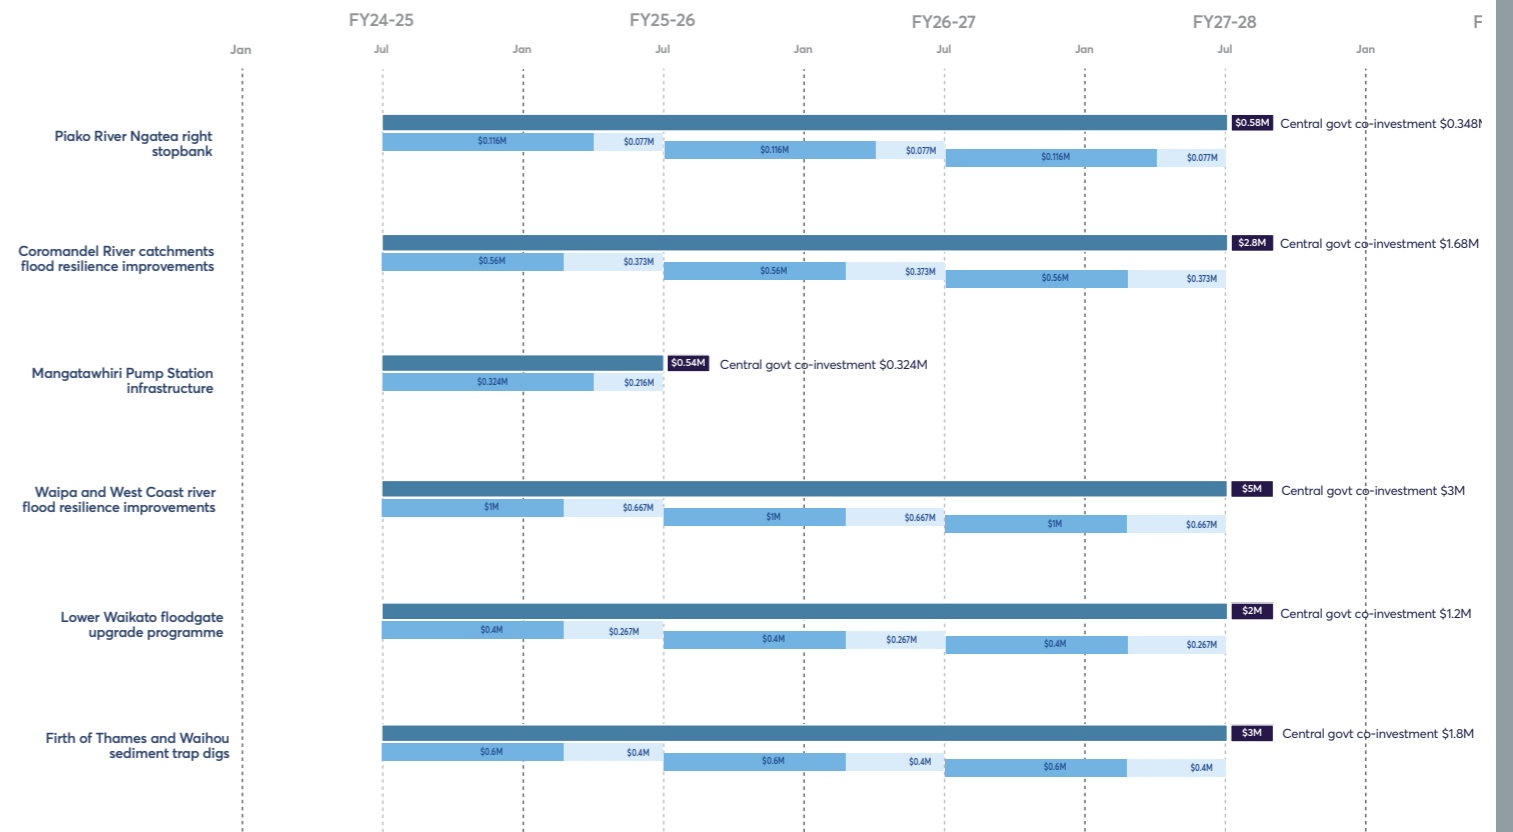 FY24-25 FY25-26 FY26-27 FY27-28 F
Jan Jul Jan Jul Jan Jul Jan Jul Jan
Piako River Ngatea right
stopbank
$0.58M Central govt co-investment $0.348M
$0.116M $0.077M $0.116M $0.077M $0.116M $0.077M
Coromandel River catchments
flood resilience improvements
$2.8M Central govt co-investment $1.68M
$0.56M $0.373M $0.56M $0.373M $0.56M $0.373M
Mangatawhiri Pump Station
infrastructure
$0.54M Central govt co-investment $0.324M
$0.324M $0.216M
Waipa and West Coast river
flood resilience improvements
$5M Central govt co-investment $3M
$1M $0.667M $1M $0.667M $1M $0.667M
Lower Waikato floodgate
upgrade programme
$2M Central govt co-investment $1.2M
$0.4M $0.267M $0.4M $0.267M $0.4M $0.267M
Firth of Thames and Waihou
sediment trap digs
$3M Central govt co-investment $1.8M
$0.6M $0.4M $0.6M $0.4M $0.6M $0.4M